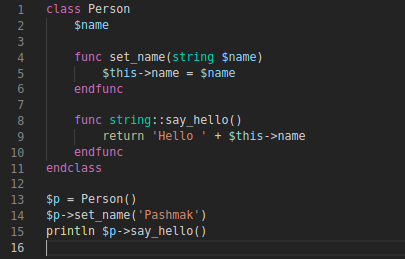 1 class Person
2     $name
3
4     func set_name(string $name)
5         $this->name = $name
6     endfunc
7
8     func string::say_hello()
9         return 'Hello ' + $this->name
10     endfunc
11 endclass
12
13 $p = Person()
14 $p->set_name('Pashmak')
15 println $p->say_hello()
16